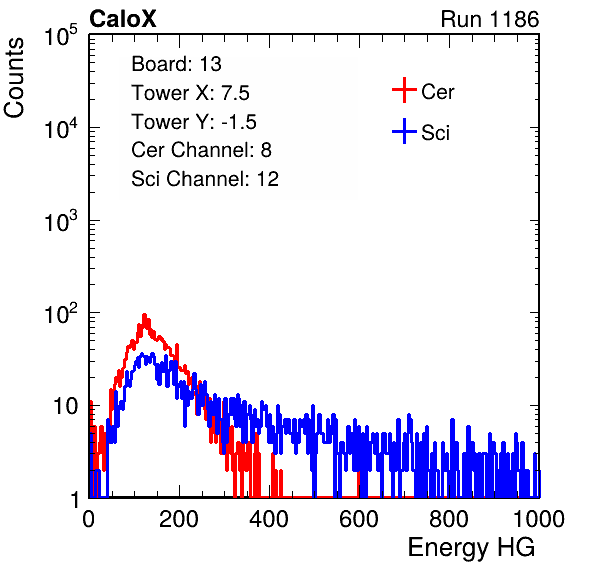 CaloX Run 1186
Counts
Board: 13
Tower X: 7.5
Tower Y: -1.5
Cer Channel: 8
Sci Channel: 12
Cer
Sci
10^5
10^4
10^3
10^2
10
1
0 200 400 600 800 1000
Energy HG